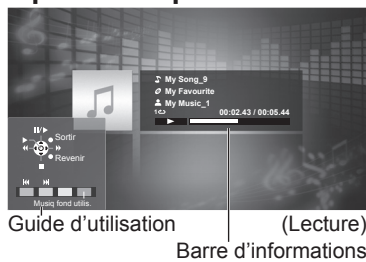 My Song_9
My Favourite
My Music_1
00:02.43 / 00:05.44
Sortir
Revenir
Musiq fond utilis.
Guide d’utilisation
(Lecture)
Barre d’informations